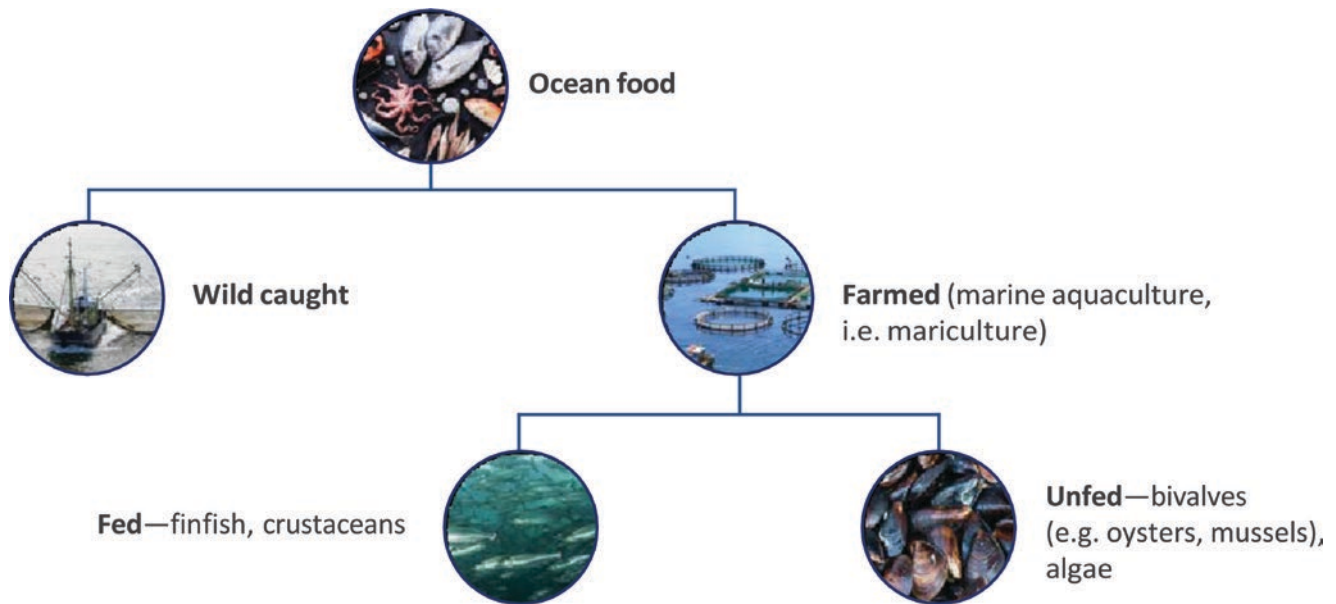 Ocean food
Wild caught
Farmed (marine aquaculture,
i.e. mariculture)
Fed—finfish, crustaceans
Unfed—bivalves
(e.g. oysters, mussels),
algae